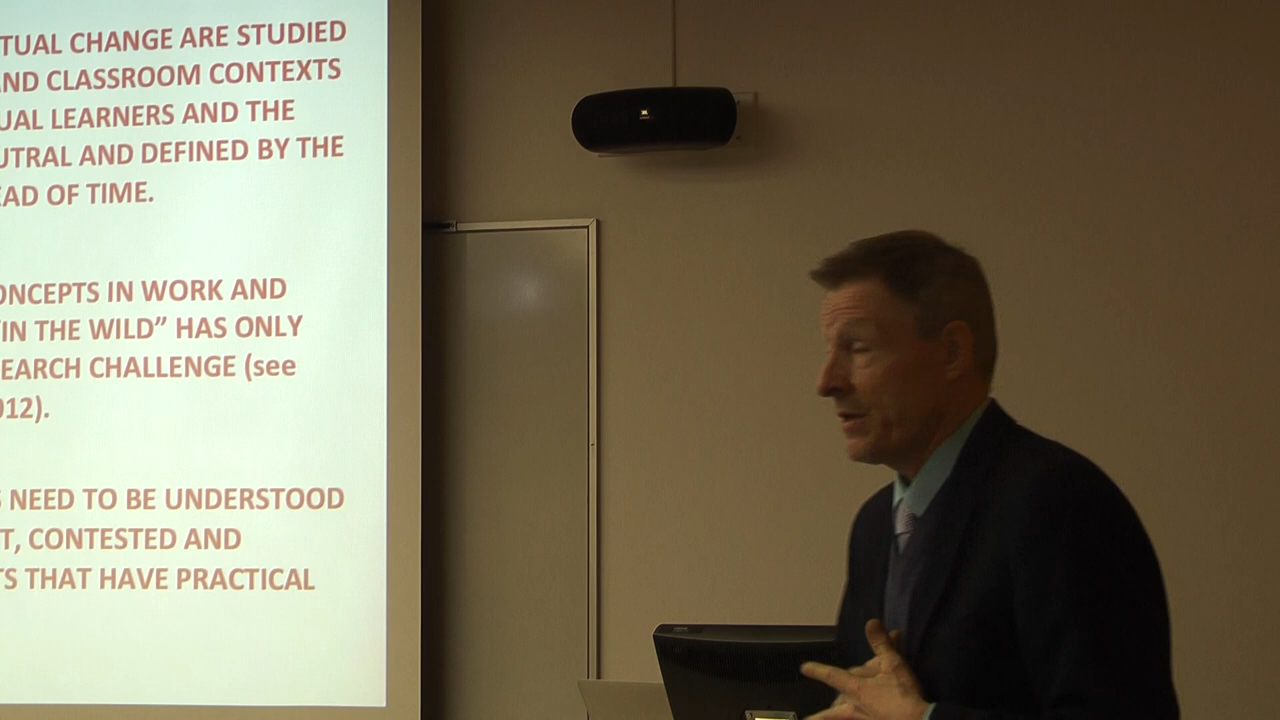 TUAL CHANGE ARE STUDIED
ND CLASSROOM CONTEXTS
UAL LEARNERS AND THE
UTRAL AND DEFINED BY THE
EAD OF TIME.
ONCEPTS IN WORK AND
"IN THE WILD” HAS ONLY
EARCH CHALLENGE (see
012).
S NEED TO BE UNDERSTOOD
T, CONTESTED AND
TS THAT HAVE PRACTICAL